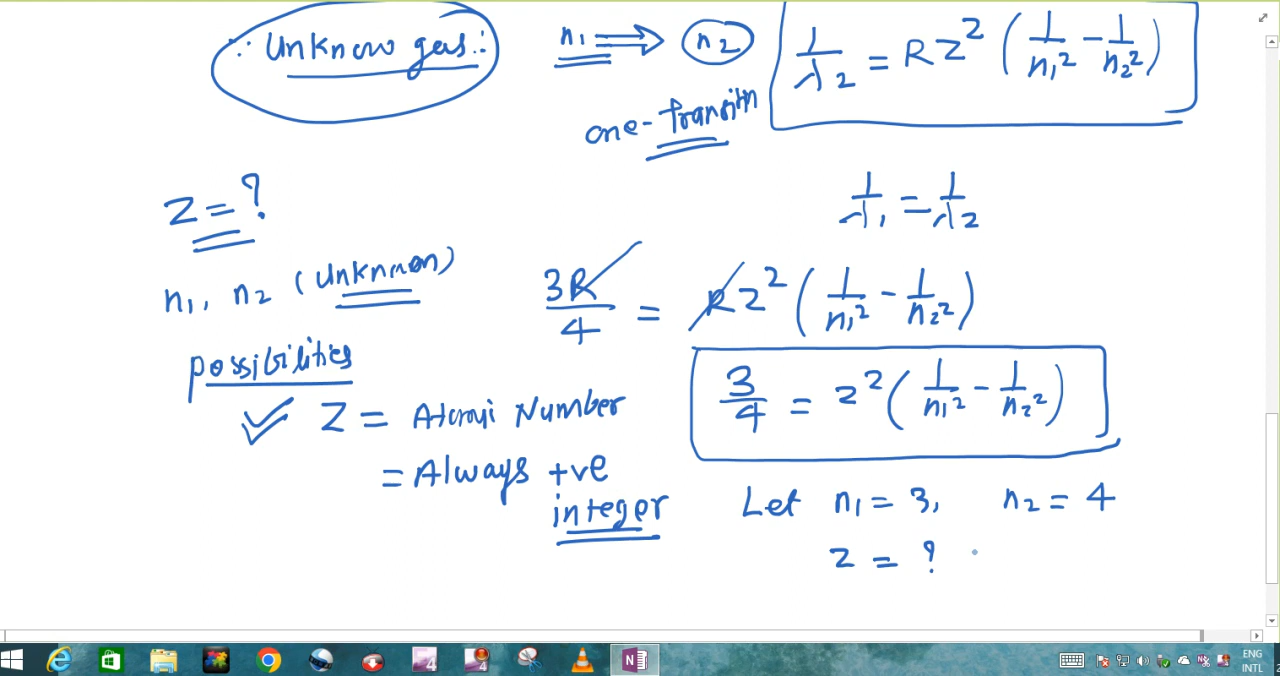 ∵ Unknow gas :
n₁ ⟹ n₂
1/λ₂ = RZ² (1/n₁² - 1/n₂²)
one-transitn
1/λ₁ = 1/λ₂
Z = ?
n₁, n₂ (Unknown)
3R/4 = RZ² (1/n₁² - 1/n₂²)
possibilities
3/4 = Z² (1/n₁² - 1/n₂²)
Z = Atomi Number
= Always +ve
integer
Let n₁ = 3, n₂ = 4
Z = ?
ENG
INTL